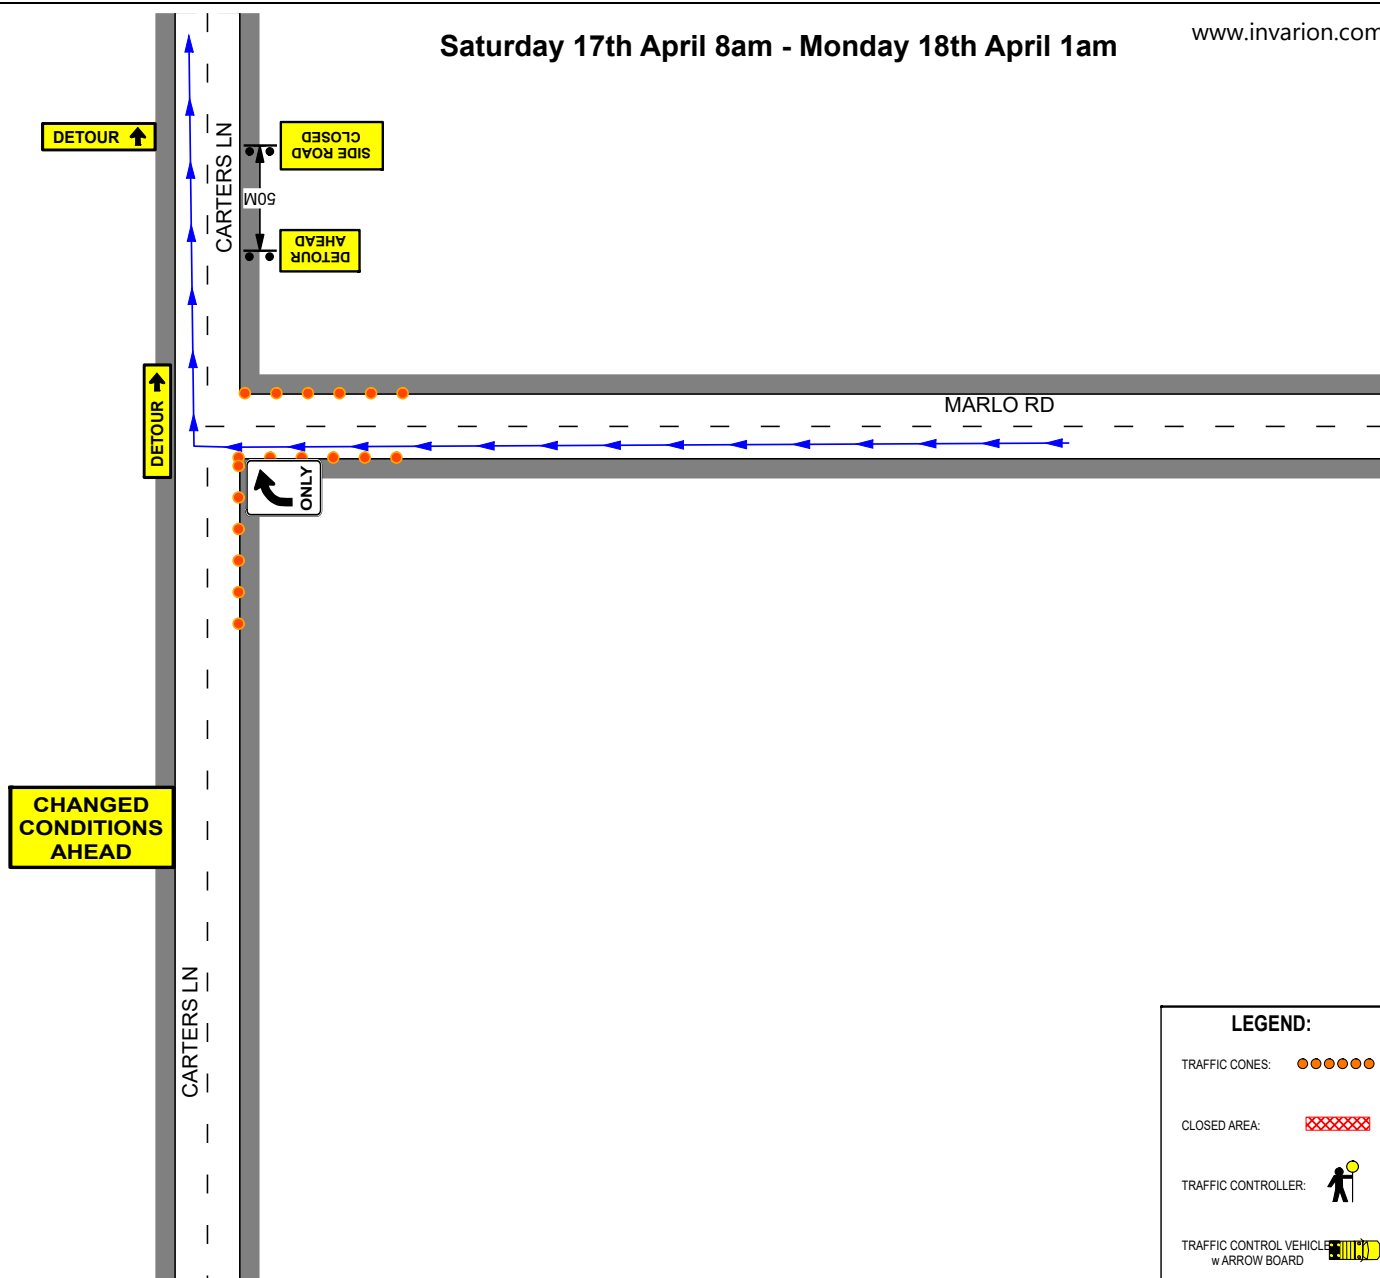 Saturday 17th April 8am - Monday 18th April 1am
www.invarion.com
DETOUR
CARTERS LN
SIDE ROAD
CLOSED
50M
DETOUR
AHEAD
DETOUR
MARLO RD
ONLY
CHANGED
CONDITIONS
AHEAD
CARTERS LN
LEGEND:
TRAFFIC CONES:
CLOSED AREA:
TRAFFIC CONTROLLER:
TRAFFIC CONTROL VEHICLE
w ARROW BOARD